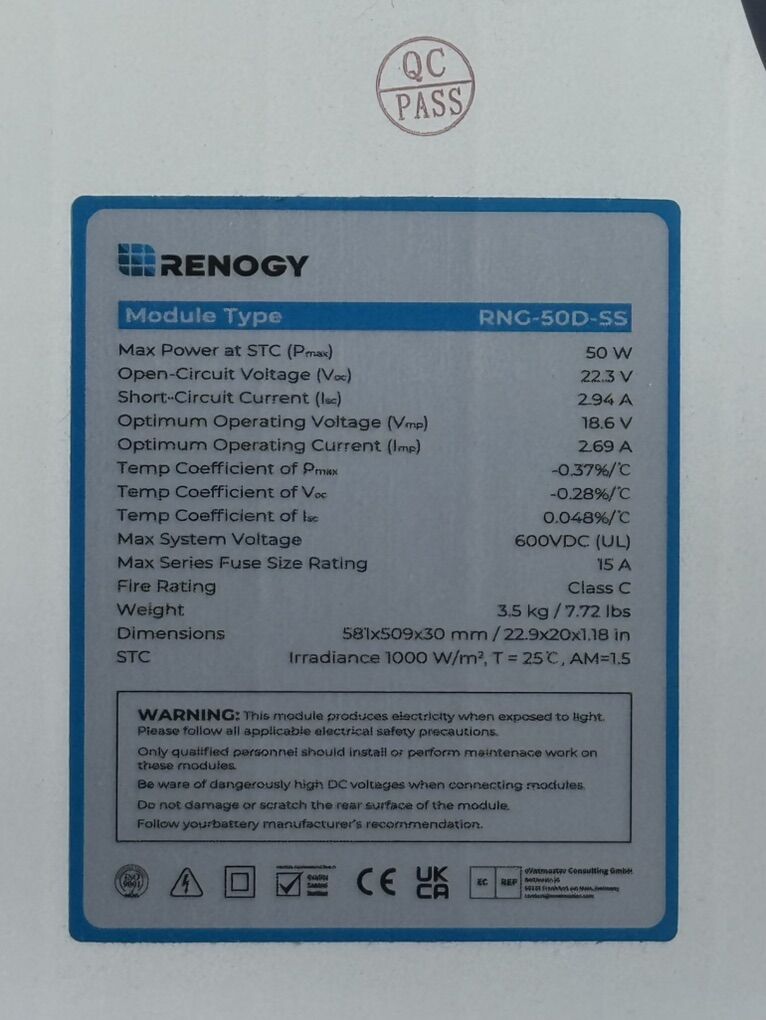 QC
PASS
RENOGY
Module Type RNG-50D-SS
Max Power at STC (Pmax) 50 W
Open-Circuit Voltage (Voc) 22.3 V
Short-Circuit Current (Isc) 2.94 A
Optimum Operating Voltage (Vmp) 18.6 V
Optimum Operating Current (Imp) 2.69 A
Temp Coefficient of Pmax -0.37%/℃
Temp Coefficient of Voc -0.28%/℃
Temp Coefficient of Isc 0.048%/℃
Max System Voltage 600VDC (UL)
Max Series Fuse Size Rating 15 A
Fire Rating Class C
Weight 3.5 kg / 7.72 lbs
Dimensions 581x509x30 mm / 22.9x20x1.18 in
STC Irradiance 1000 W/m², T = 25℃, AM=1.5
WARNING: This module produces electricity when exposed to light.
Please follow all applicable electrical safety precautions.
Only qualified personnel should install or perform maintenace work on
these modules.
Be ware of dangerously high DC voltages when connecting modules.
Do not damage or scratch the rear surface of the module.
Follow yourbattery manufacturer's recommendation.
ISO
9001
CE
UK
CA
EC REP
eVatmaster Consulting GmbH